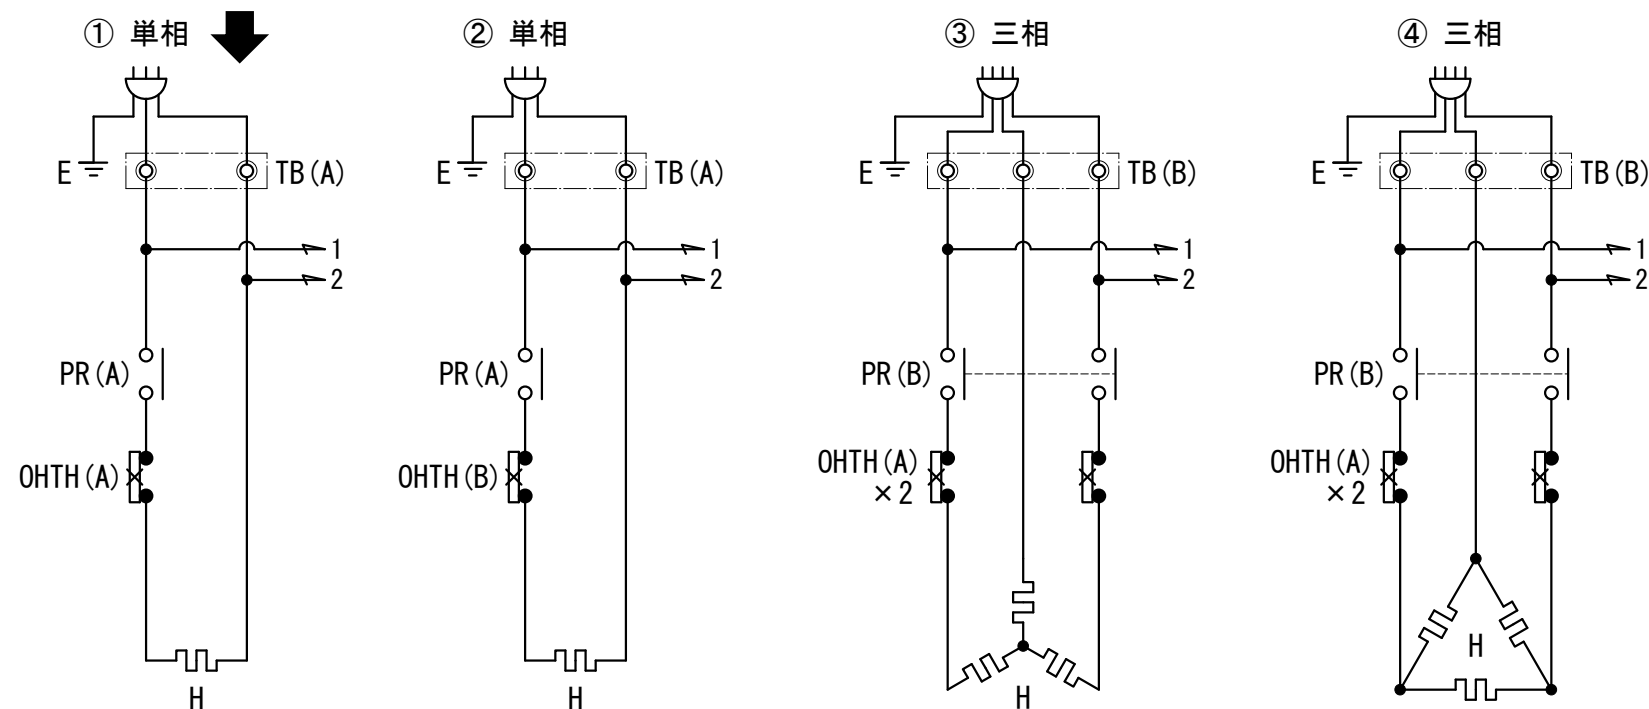 ① 単相
② 単相
③ 三相
④ 三相
E
TB(A)
E
TB(A)
E
TB(B)
E
TB(B)
1
1
1
1
2
2
2
2
PR(A)
PR(A)
PR(B)
PR(B)
OHTH(A)
OHTH(B)
OHTH(A)
×2
OHTH(A)
×2
H
H
H
H